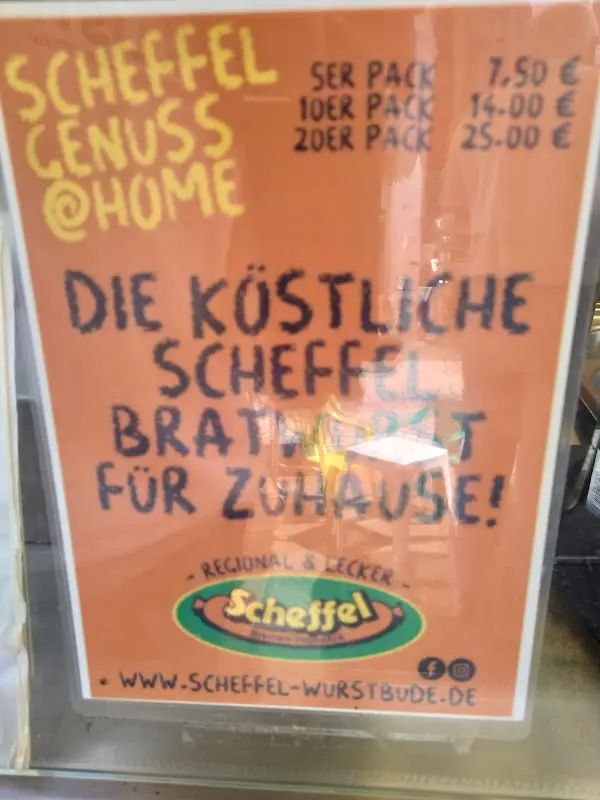 SCHEFFEL
GENUSS
@HOME
5ER PACK 7,50 €
10ER PACK 14.00 €
20ER PACK 25.00 €
DIE KÖSTLICHE
SCHEFFEL
BRATWURST
FÜR ZUHAUSE!
- REGIONAL & LECKER -
Scheffel
• WWW.SCHEFFEL-WURSTBUDE.DE